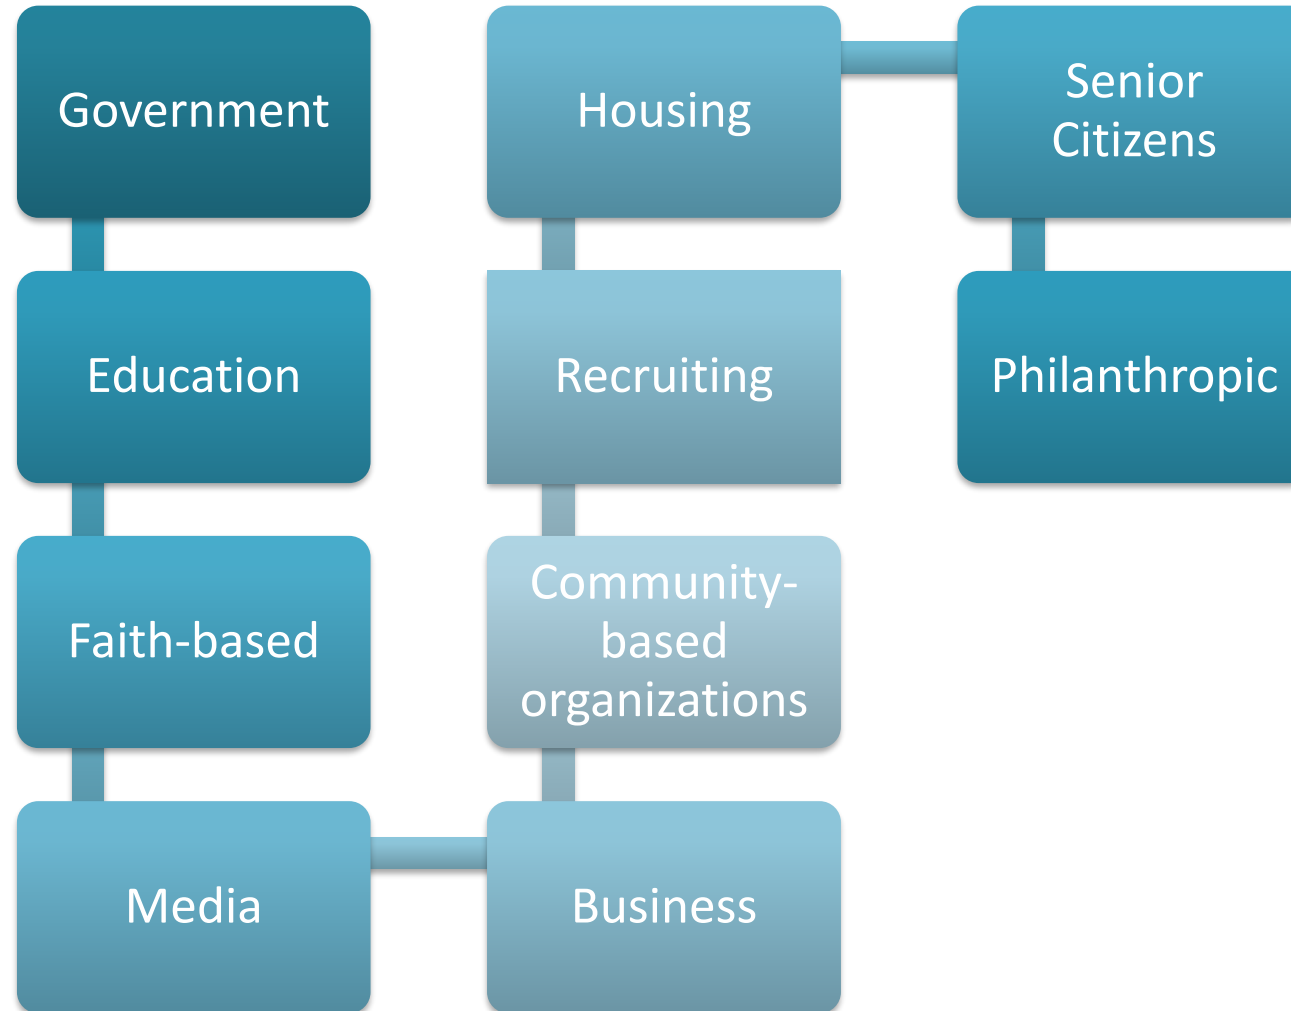 Government
Education
Faith-based
Media
Business
Community-
based
organizations
Recruiting
Housing
Senior
Citizens
Philanthropic